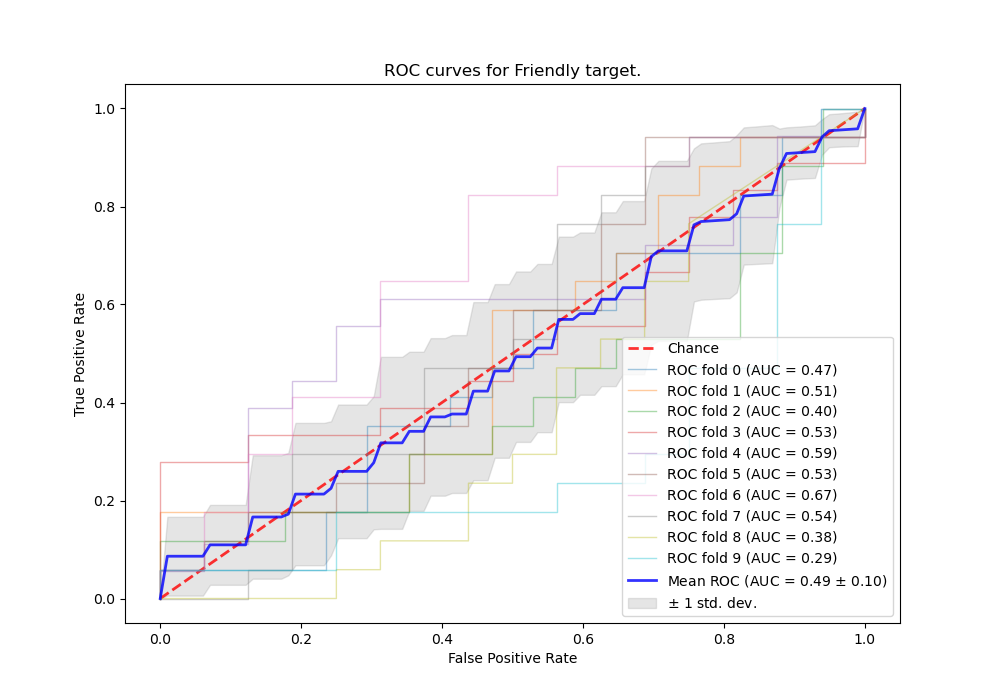 ROC curves for Friendly target.
True Positive Rate
1.0
0.8
0.6
0.4
0.2
0.0
Chance
ROC fold 0 (AUC = 0.47)
ROC fold 1 (AUC = 0.51)
ROC fold 2 (AUC = 0.40)
ROC fold 3 (AUC = 0.53)
ROC fold 4 (AUC = 0.59)
ROC fold 5 (AUC = 0.53)
ROC fold 6 (AUC = 0.67)
ROC fold 7 (AUC = 0.54)
ROC fold 8 (AUC = 0.38)
ROC fold 9 (AUC = 0.29)
Mean ROC (AUC = 0.49 ± 0.10)
± 1 std. dev.
0.0 0.2 0.4 0.6 0.8 1.0
False Positive Rate